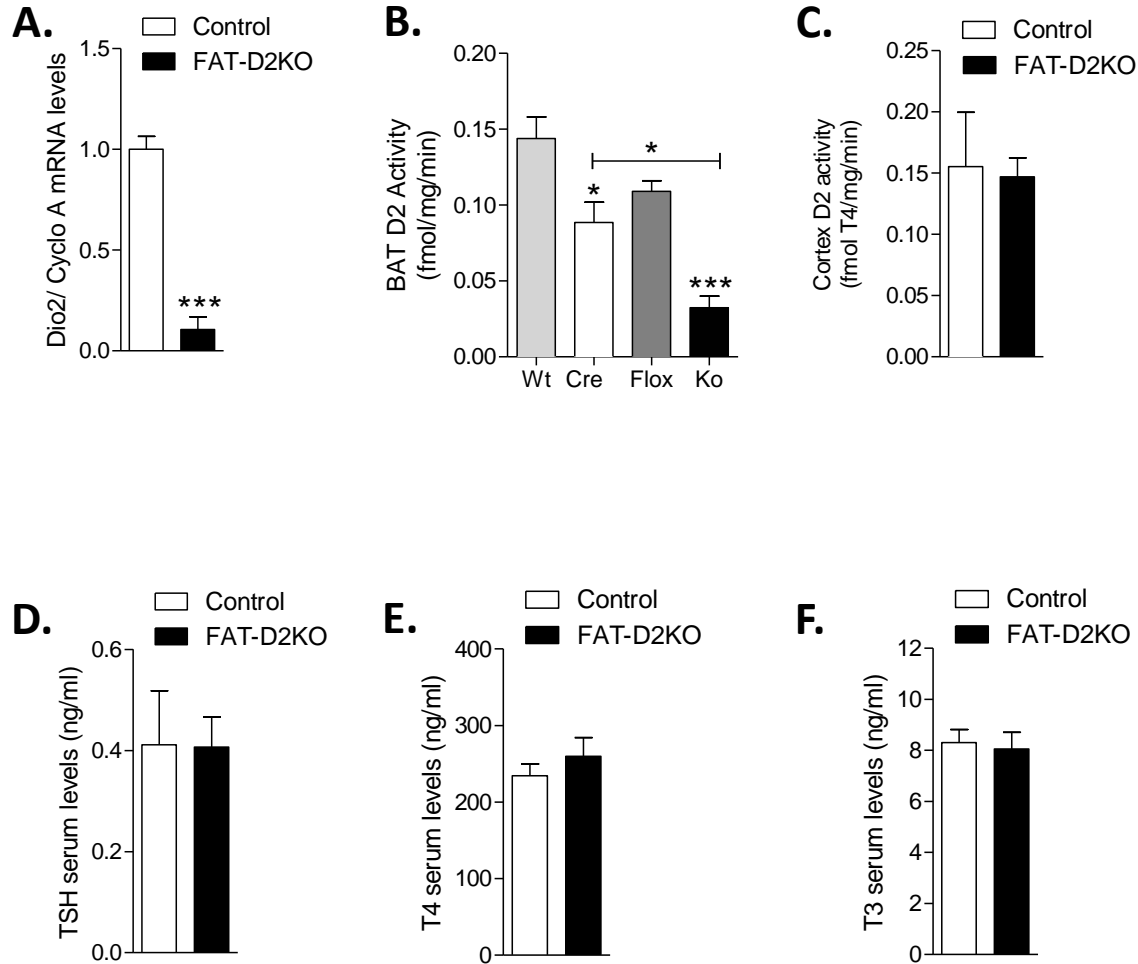 A.
Control
FAT-D2KO
Dio2/ Cyclo A mRNA levels
1.5
1.0
0.5
0.0
***
B.
BAT D2 Activity
(fmol/mg/min)
0.20
0.15
0.10
0.05
0.00
*
*
***
Wt Cre Flox Ko
C.
Control
FAT-D2KO
Cortex D2 activity
(fmol T4/mg/min)
0.25
0.20
0.15
0.10
0.05
0.00
D.
Control
FAT-D2KO
TSH serum levels (ng/ml)
0.6
0.4
0.2
0.0
E.
Control
FAT-D2KO
T4 serum levels (ng/ml)
400
300
200
100
0
F.
Control
FAT-D2KO
T3 serum levels (ng/ml)
12
10
8
6
4
2
0